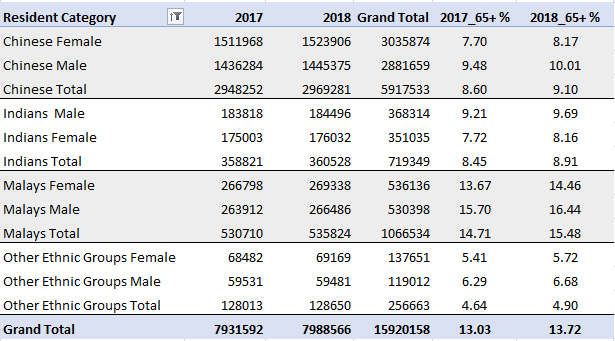 Resident Category 2017 2018 Grand Total 2017_65+ % 2018_65+ %
Chinese Female 1511968 1523906 3035874 7.70 8.17
Chinese Male 1436284 1445375 2881659 9.48 10.01
Chinese Total 2948252 2969281 5917533 8.60 9.10
Indians  Male 183818 184496 368314 9.21 9.69
Indians Female 175003 176032 351035 7.72 8.16
Indians Total 358821 360528 719349 8.45 8.91
Malays Female 266798 269338 536136 13.67 14.46
Malays Male 263912 266486 530398 15.70 16.44
Malays Total 530710 535824 1066534 14.71 15.48
Other Ethnic Groups Female 68482 69169 137651 5.41 5.72
Other Ethnic Groups Male 59531 59481 119012 6.29 6.68
Other Ethnic Groups Total 128013 128650 256663 4.64 4.90
Grand Total 7931592 7988566 15920158 13.03 13.72